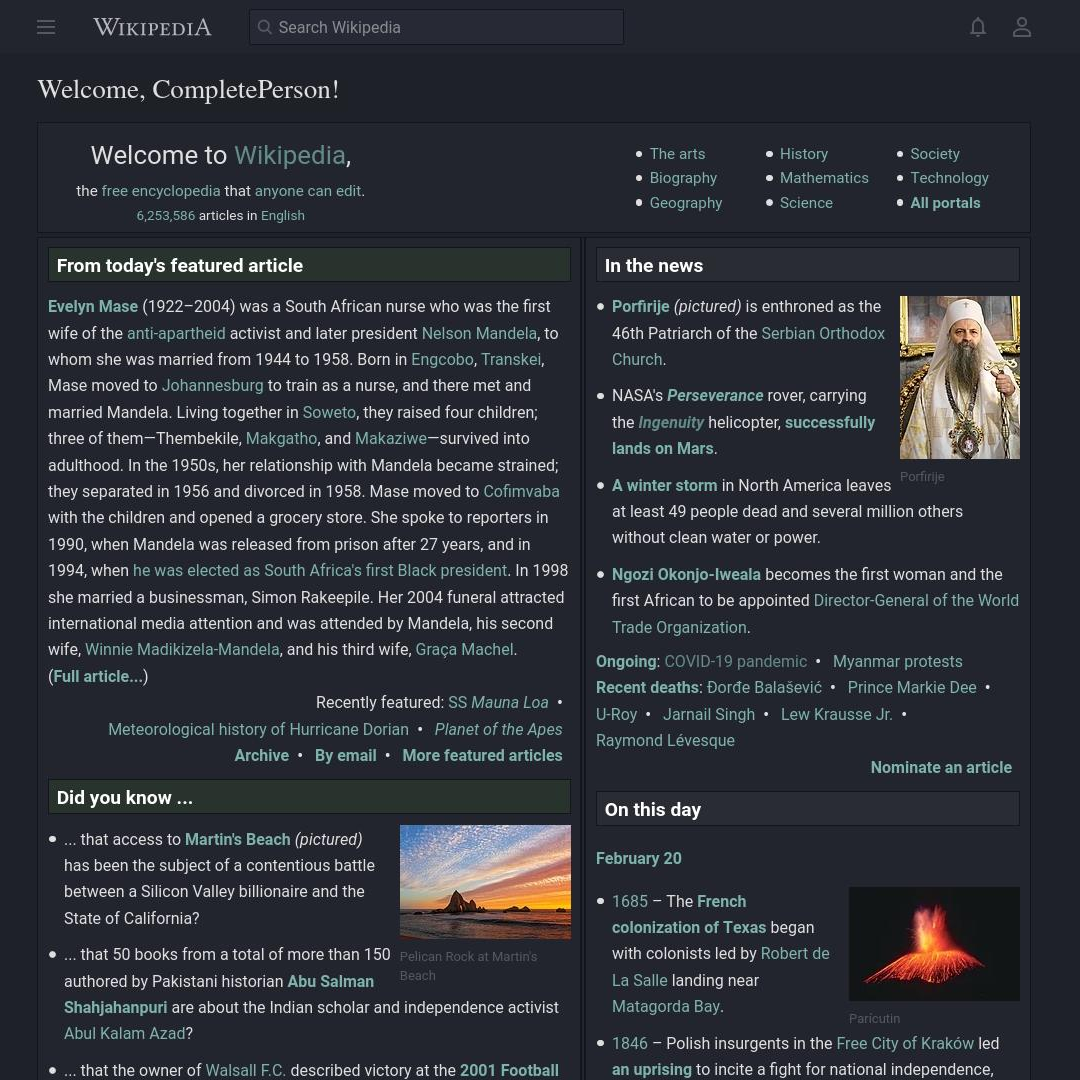 WIKIPEDIA
Search Wikipedia
Welcome, CompletePerson!
Welcome to Wikipedia,
the free encyclopedia that anyone can edit.
6,253,586 articles in English
The arts
Biography
Geography
History
Mathematics
Science
Society
Technology
All portals
From today's featured article
Evelyn Mase (1922–2004) was a South African nurse who was the first
wife of the anti-apartheid activist and later president Nelson Mandela, to
whom she was married from 1944 to 1958. Born in Engcobo, Transkei,
Mase moved to Johannesburg to train as a nurse, and there met and
married Mandela. Living together in Soweto, they raised four children;
three of them—Thembekile, Makgatho, and Makaziwe—survived into
adulthood. In the 1950s, her relationship with Mandela became strained;
they separated in 1956 and divorced in 1958. Mase moved to Cofimvaba
with the children and opened a grocery store. She spoke to reporters in
1990, when Mandela was released from prison after 27 years, and in
1994, when he was elected as South Africa's first Black president. In 1998
she married a businessman, Simon Rakeepile. Her 2004 funeral attracted
international media attention and was attended by Mandela, his second
wife, Winnie Madikizela-Mandela, and his third wife, Graça Machel.
(Full article...)
Recently featured: SS Mauna Loa •
Meteorological history of Hurricane Dorian • Planet of the Apes
Archive • By email • More featured articles
Did you know ...
... that access to Martin's Beach (pictured)
has been the subject of a contentious battle
between a Silicon Valley billionaire and the
State of California?
Pelican Rock at Martin's
Beach
... that 50 books from a total of more than 150
authored by Pakistani historian Abu Salman
Shahjahanpuri are about the Indian scholar and independence activist
Abul Kalam Azad?
... that the owner of Walsall F.C. described victory at the 2001 Football
In the news
Porfirije (pictured) is enthroned as the
46th Patriarch of the Serbian Orthodox
Church.
NASA's Perseverance rover, carrying
the Ingenuity helicopter, successfully
lands on Mars.
Porfirije
A winter storm in North America leaves
at least 49 people dead and several million others
without clean water or power.
Ngozi Okonjo-Iweala becomes the first woman and the
first African to be appointed Director-General of the World
Trade Organization.
Ongoing: COVID-19 pandemic • Myanmar protests
Recent deaths: Đorđe Balašević • Prince Markie Dee •
U-Roy • Jarnail Singh • Lew Krausse Jr. •
Raymond Lévesque
Nominate an article
On this day
February 20
1685 – The French
colonization of Texas began
with colonists led by Robert de
La Salle landing near
Matagorda Bay.
Parícutin
1846 – Polish insurgents in the Free City of Kraków led
an uprising to incite a fight for national independence,